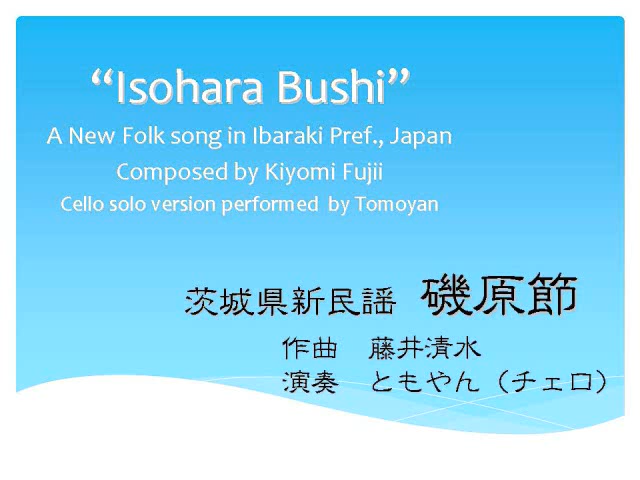 “Isohara Bushi”
A New Folk song in Ibaraki Pref., Japan
Composed by Kiyomi Fujii
Cello solo version performed by Tomoyan
茨城県新民謡 磯原節
作曲 藤井清水
演奏 ともやん（チェロ）